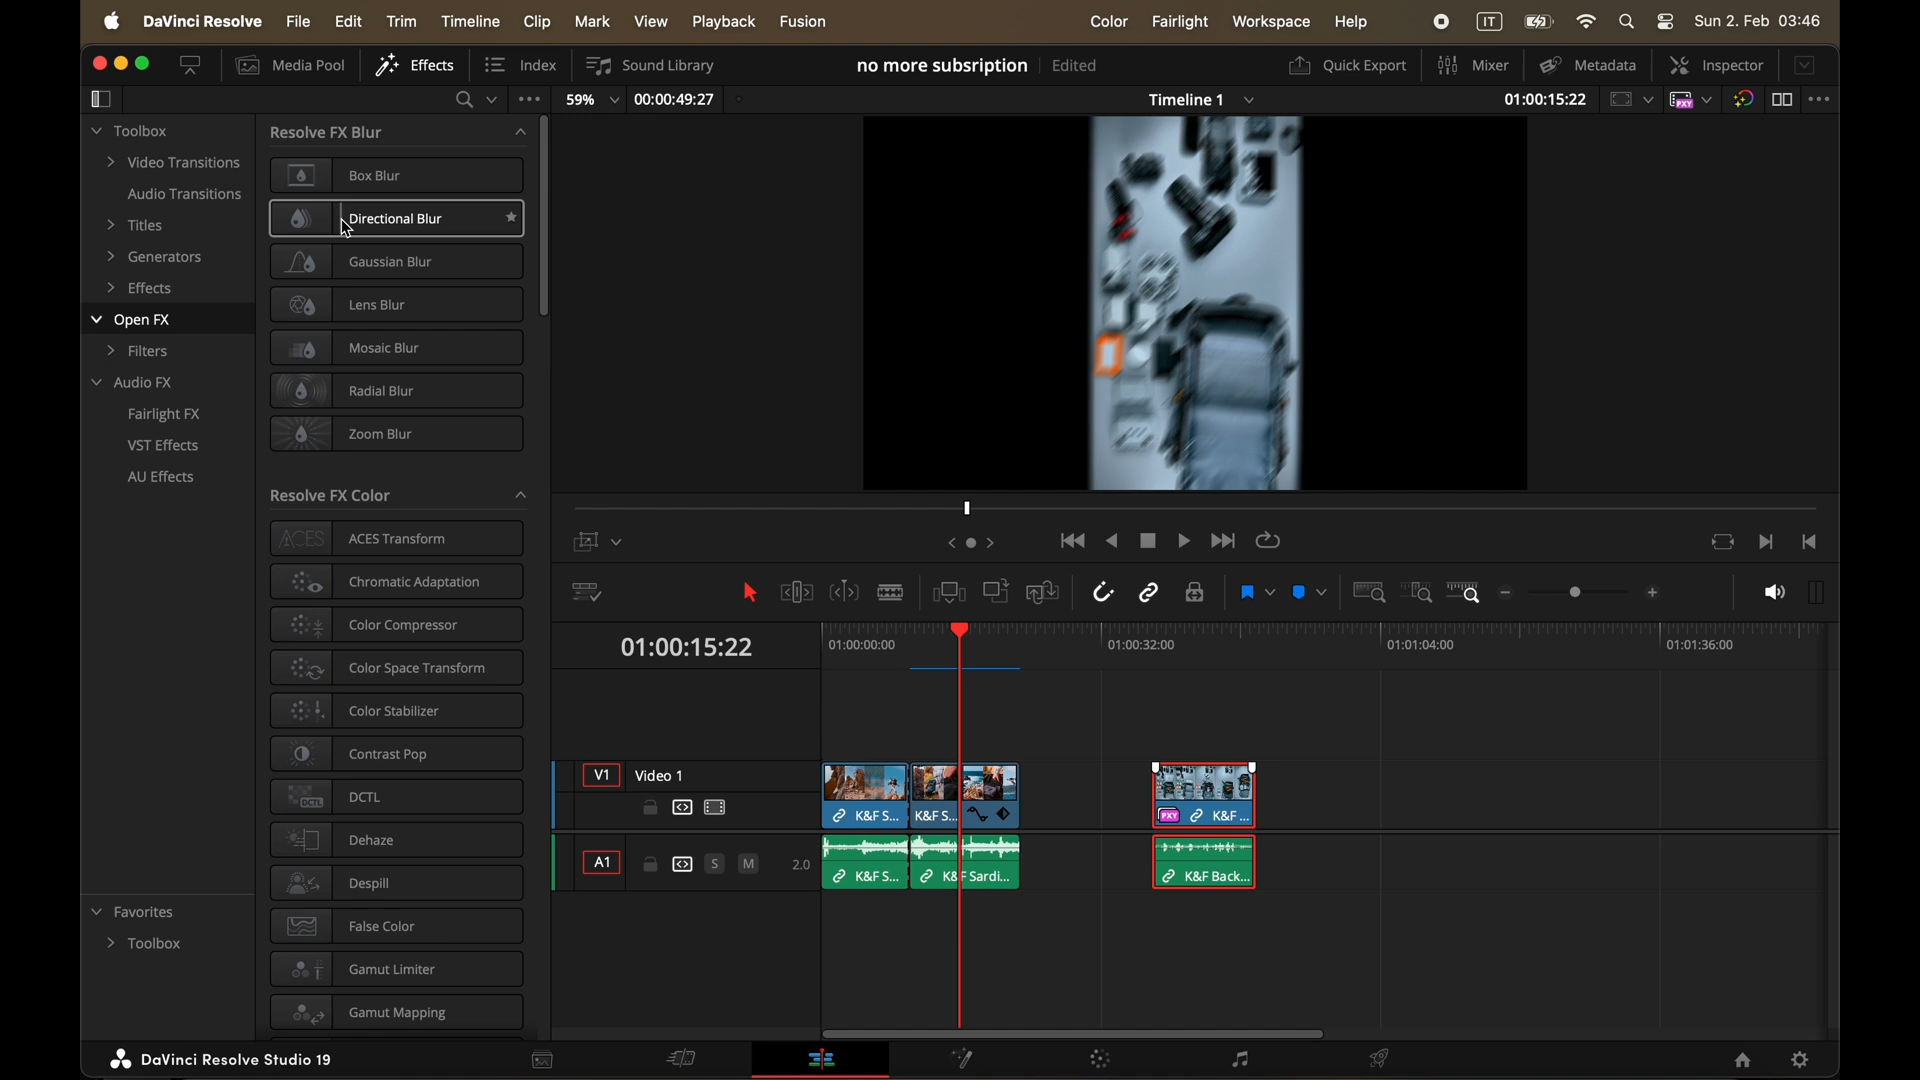 DaVinci Resolve File Edit Trim Timeline Clip Mark View Playback Fusion Color Fairlight Workspace Help IT Sun 2. Feb 03:46
Media Pool Effects Index Sound Library no more subsription Edited Quick Export Mixer Metadata Inspector
59% 00:00:49:27 Timeline 1 01:00:15:22 PXY
Toolbox
Video Transitions
Audio Transitions
Titles
Generators
Effects
Open FX
Filters
Audio FX
Fairlight FX
VST Effects
AU Effects
Favorites
Toolbox
Resolve FX Blur
Box Blur
Directional Blur
Gaussian Blur
Lens Blur
Mosaic Blur
Radial Blur
Zoom Blur
Resolve FX Color
ACES ACES Transform
Chromatic Adaptation
Color Compressor
Color Space Transform
Color Stabilizer
Contrast Pop
DCTL DCTL
Dehaze
Despill
False Color
Gamut Limiter
Gamut Mapping
01:00:15:22 01:00:00:00 01:00:32:00 01:01:04:00 01:01:36:00
V1 Video 1
K&F S... K&F S... PXY K&F ...
A1 S M 2.0
K&F S... K&F Sardi... K&F Back...
DaVinci Resolve Studio 19